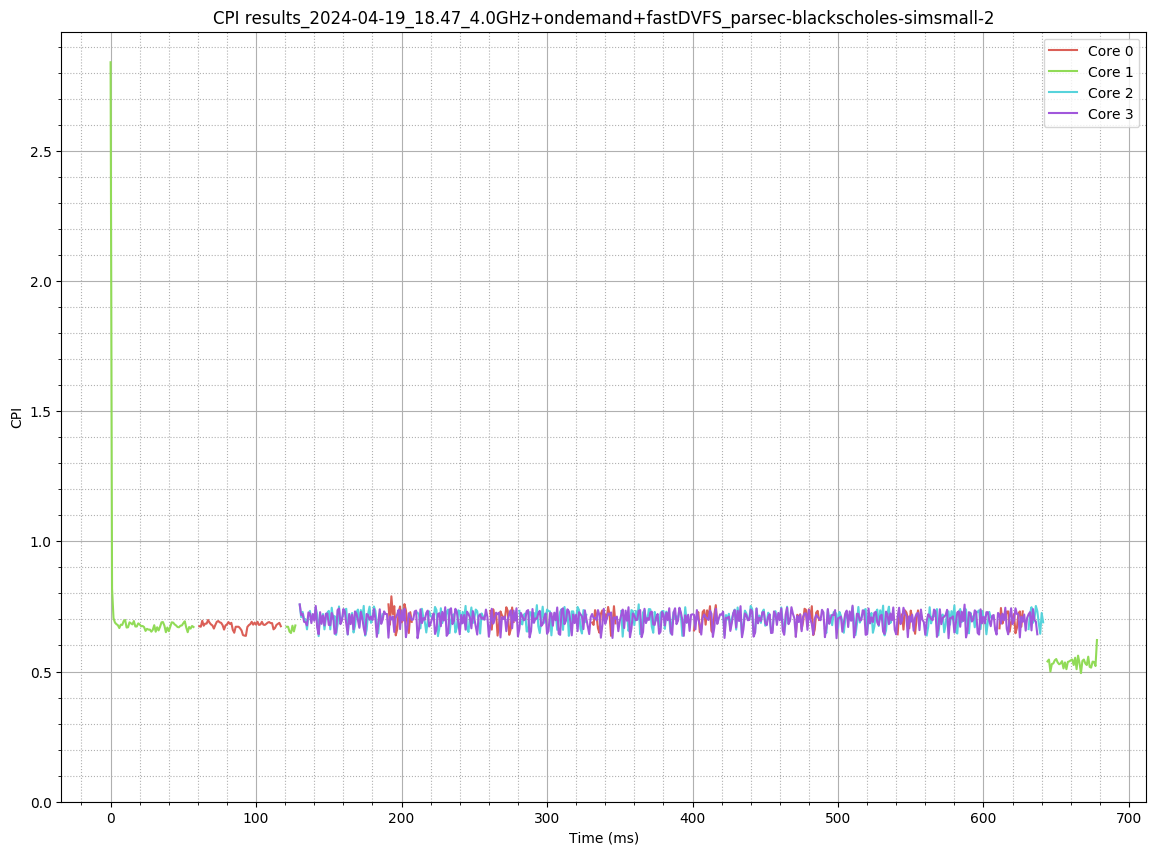 CPI results_2024-04-19_18.47_4.0GHz+ondemand+fastDVFS_parsec-blackscholes-simsmall-2
Core 0
Core 1
Core 2
Core 3
2.5
2.0
1.5
1.0
0.5
0.0
CPI
0 100 200 300 400 500 600 700
Time (ms)